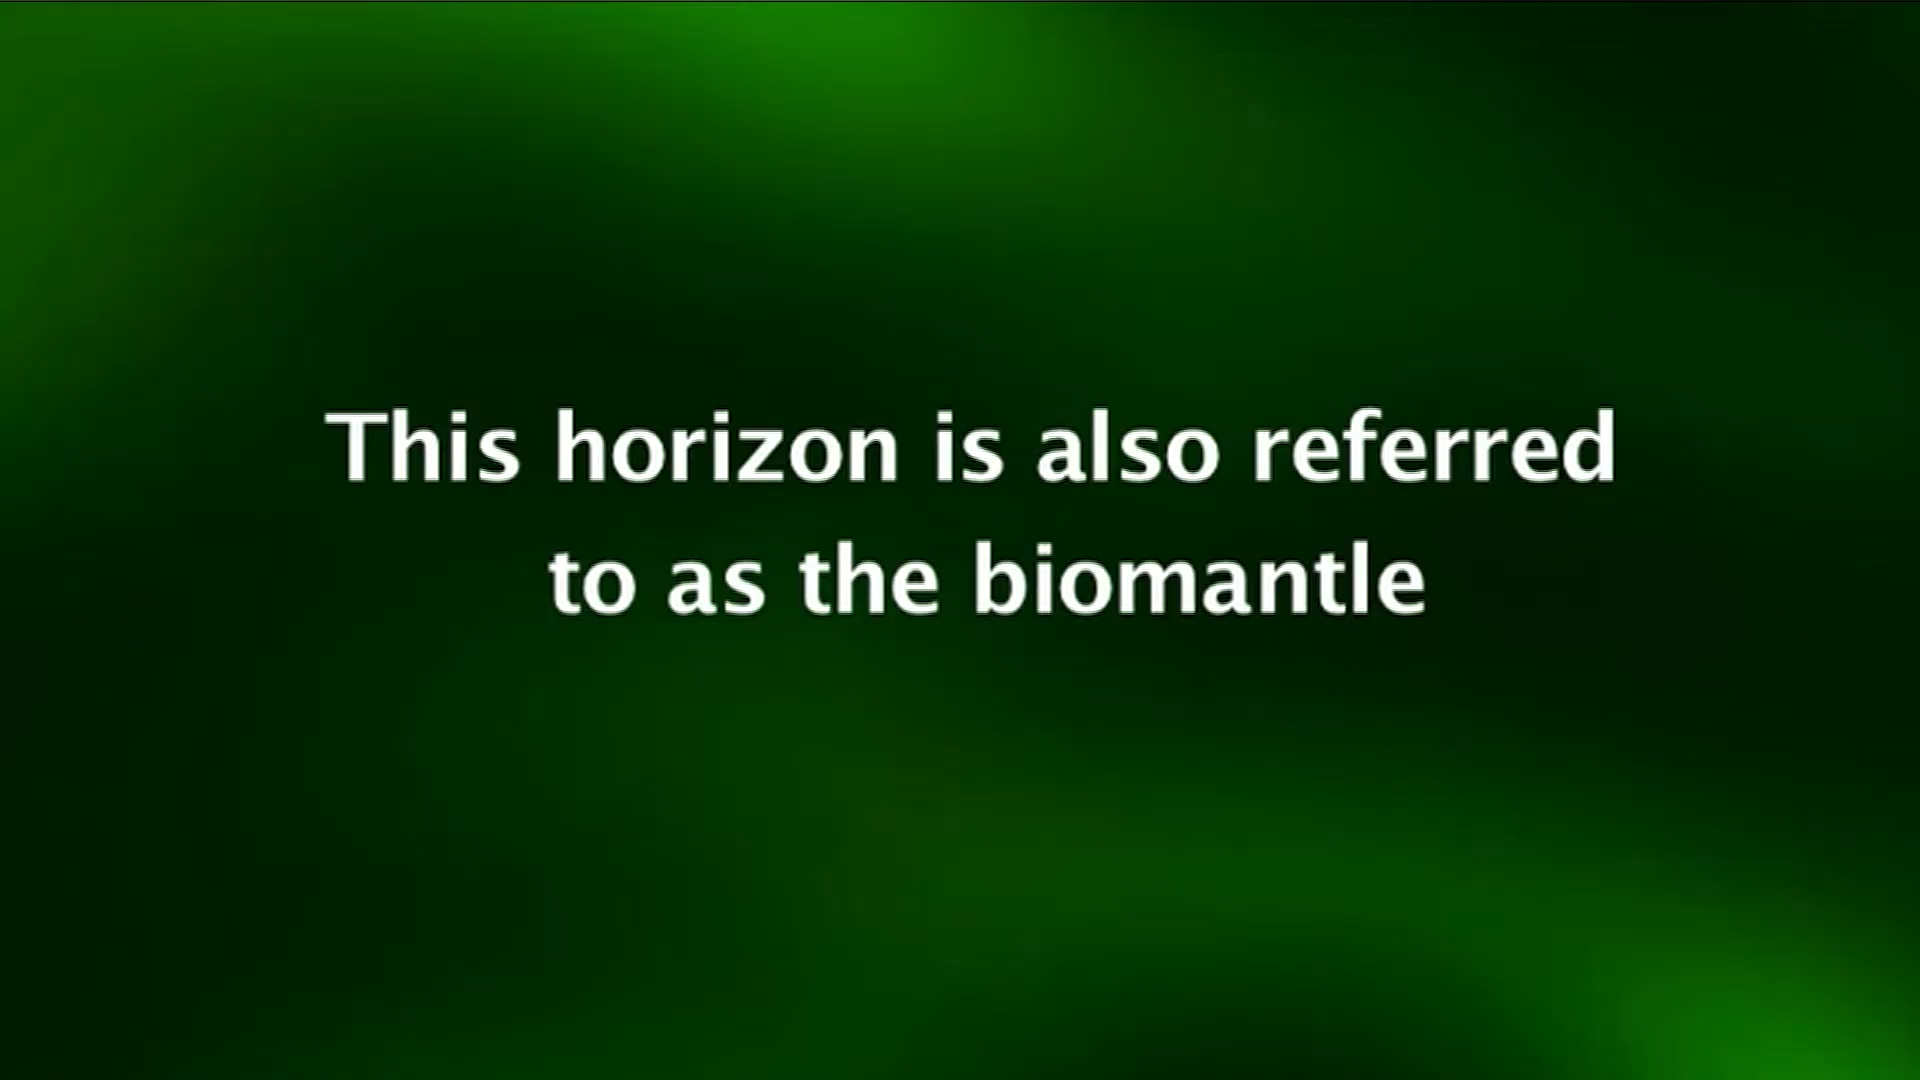 This horizon is also referred
to as the biomantle